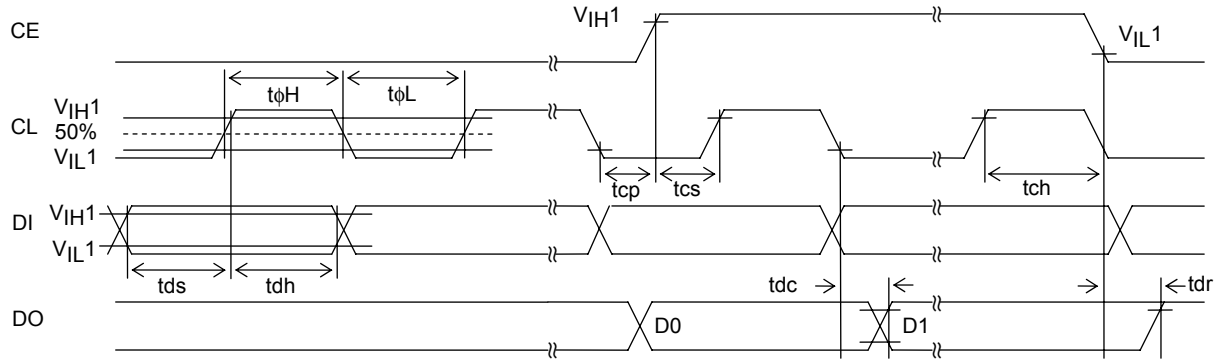 CE
VIH1
VIL1
tϕH
tϕL
CL
VIH1
50%
VIL1
tcp
tcs
tch
DI
VIH1
VIL1
tds
tdh
tdc
tdr
DO
D0
D1